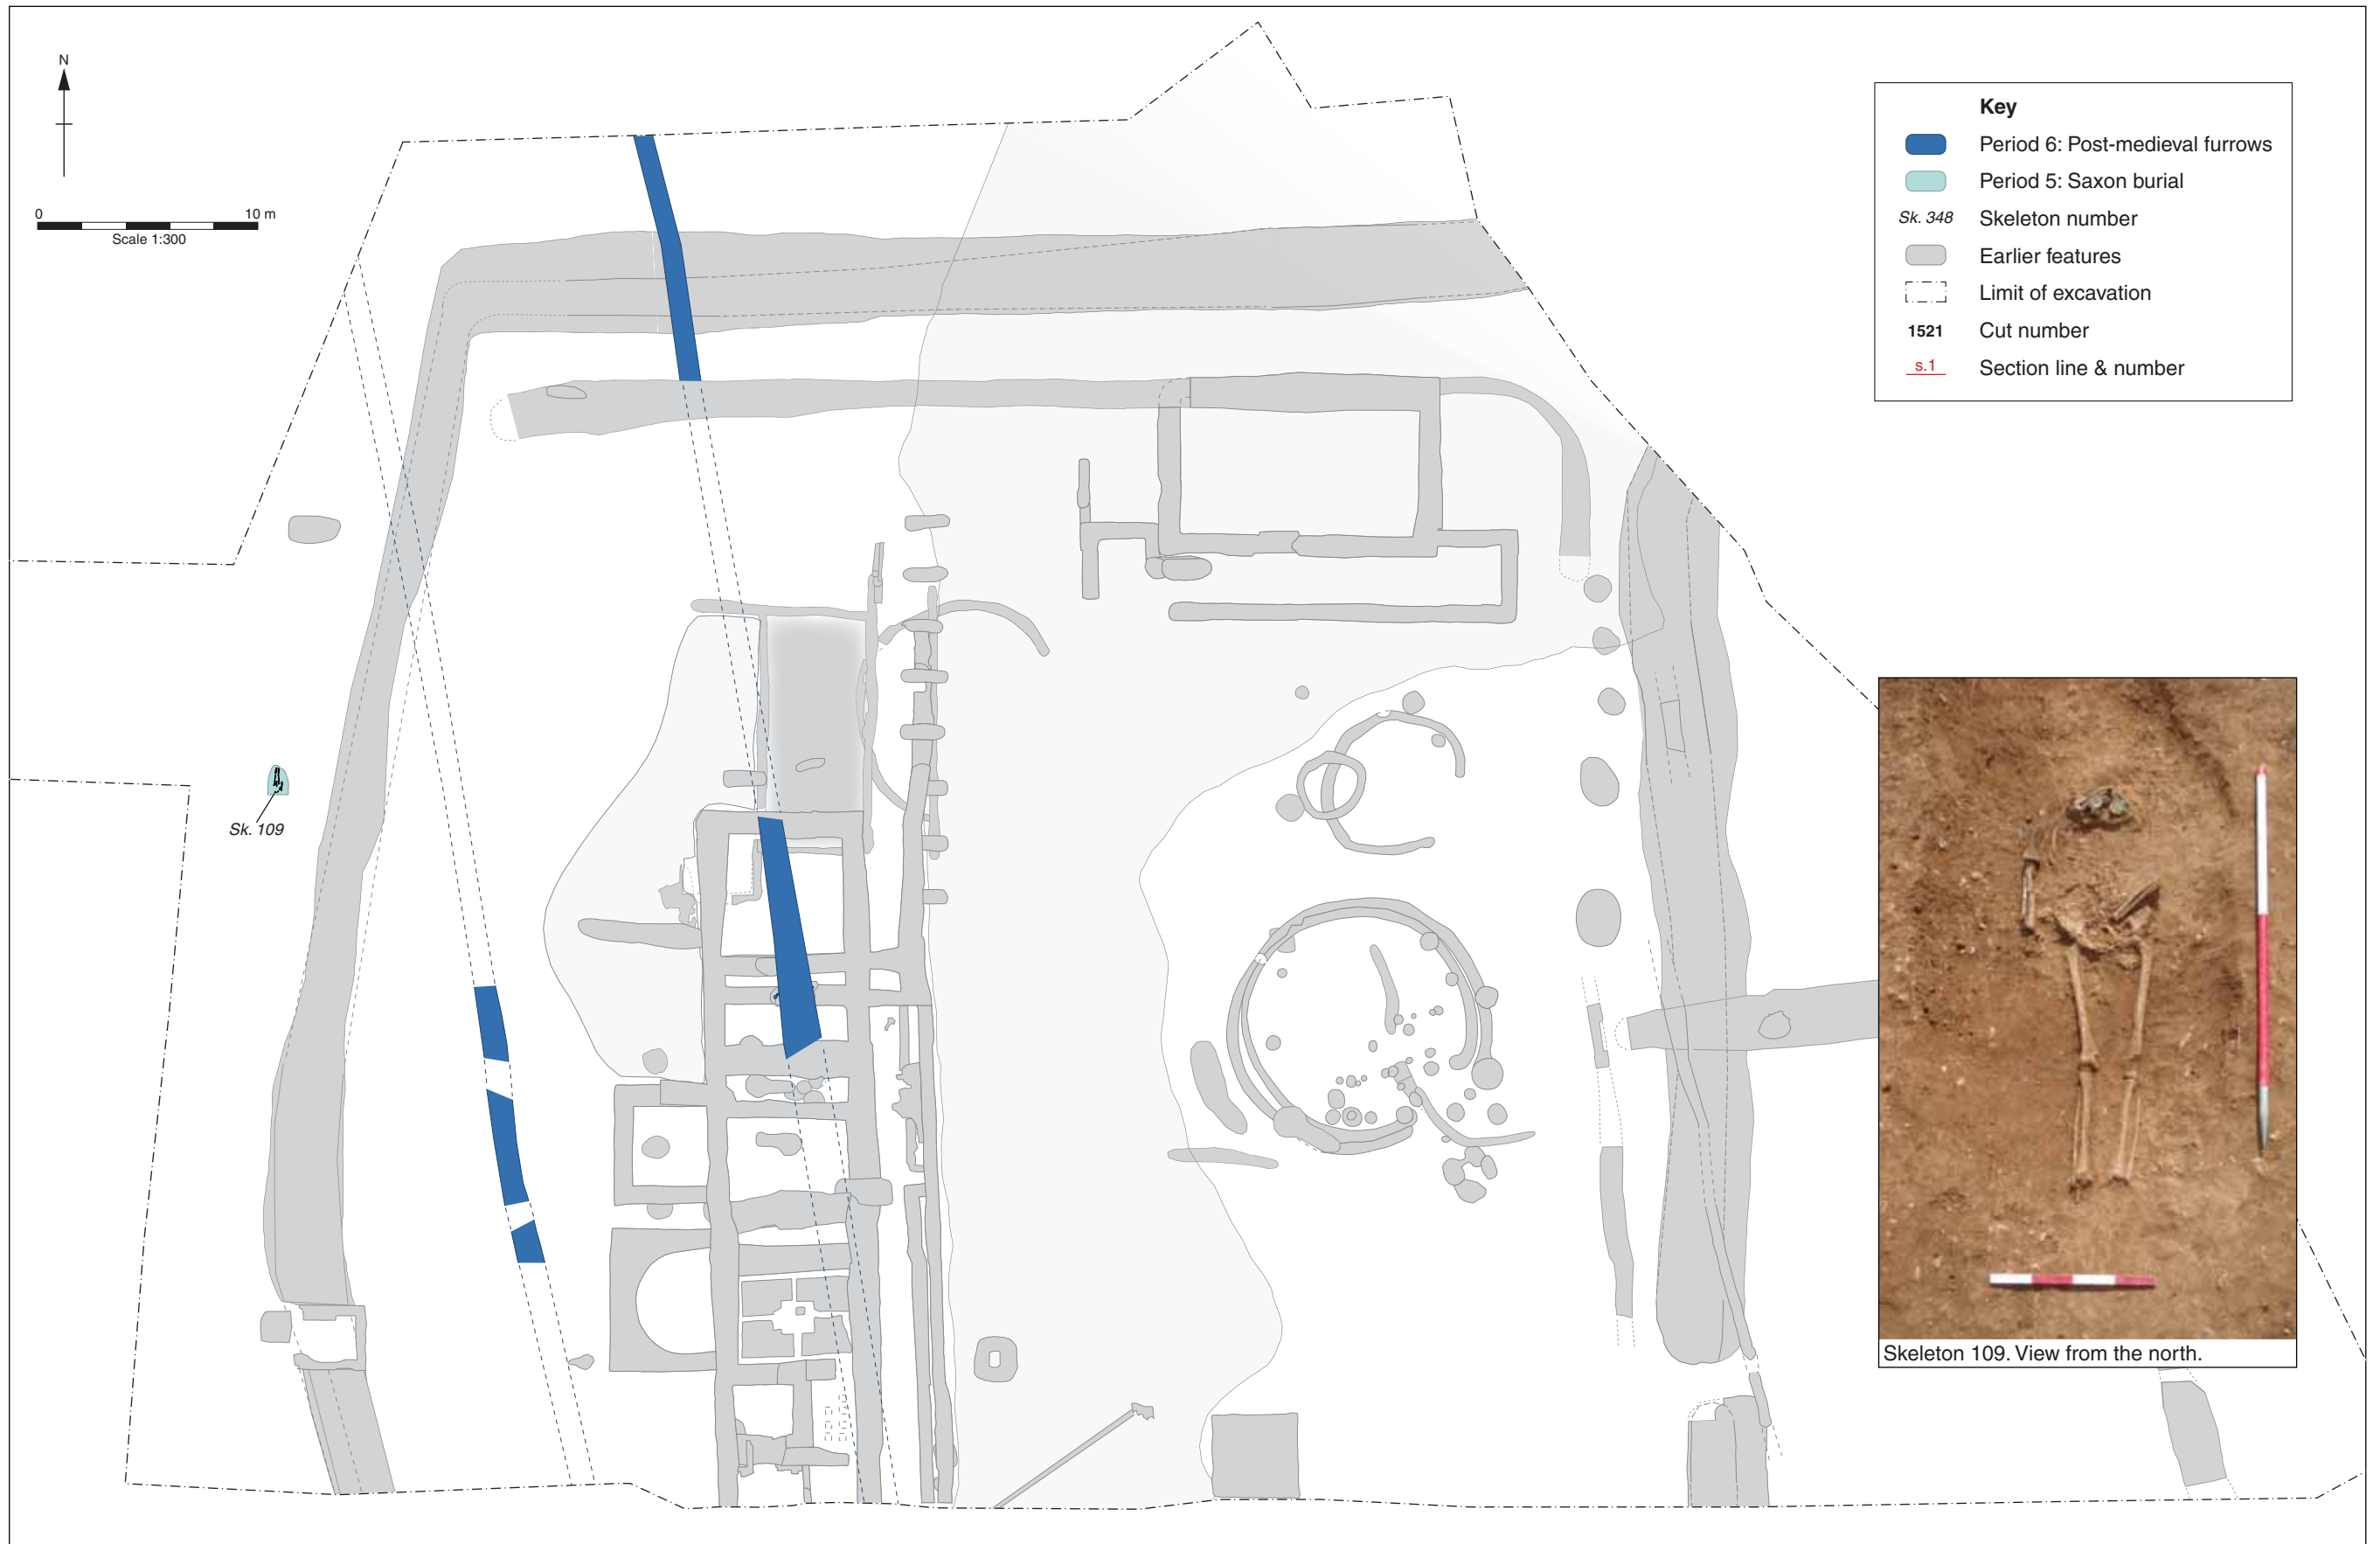 N
0 10 m
Scale 1:300
Key
Period 6: Post-medieval furrows
Period 5: Saxon burial
Sk. 348 Skeleton number
Earlier features
Limit of excavation
1521 Cut number
s.1 Section line & number
Sk. 109
Skeleton 109. View from the north.